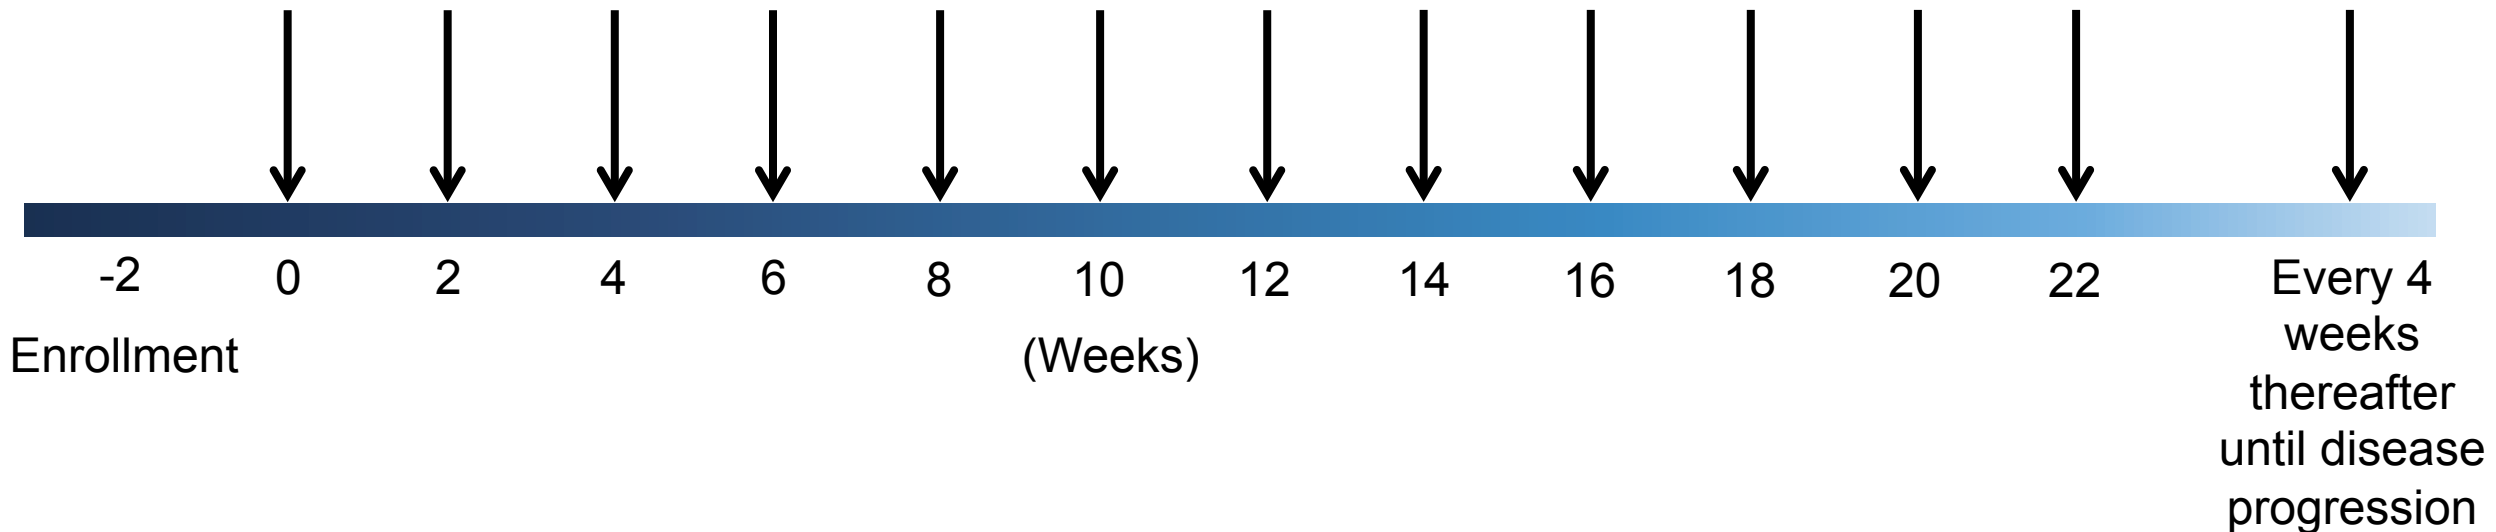 -2 0 2 4 6 8 10 12 14 16 18 20 22 Every 4
weeks
Enrollment (Weeks)
thereafter
until disease
progression